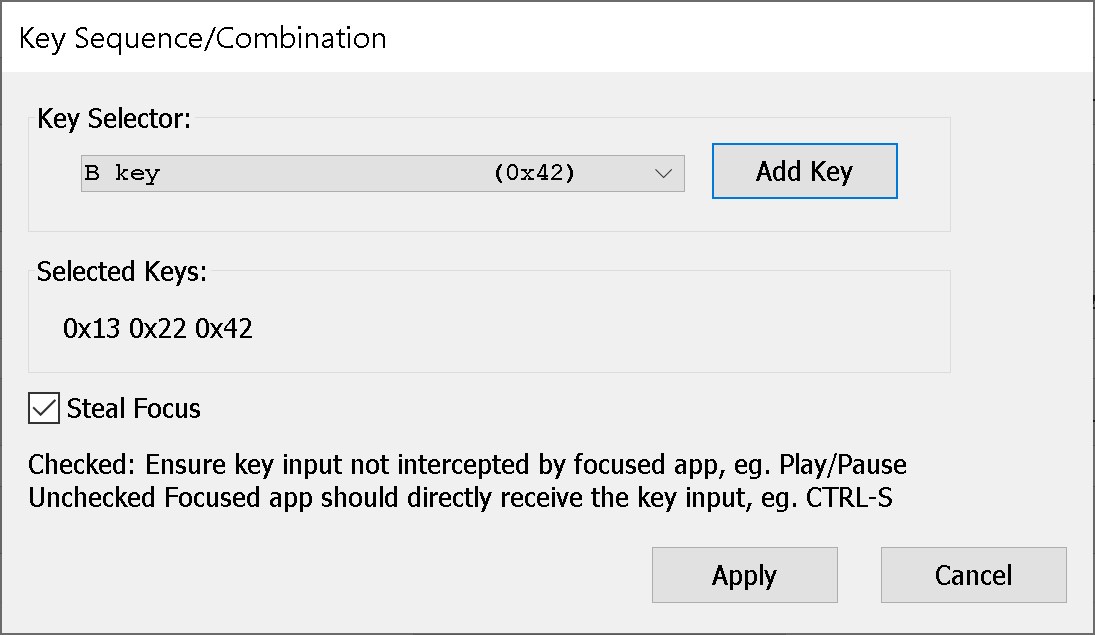 Key Sequence/Combination
Key Selector:
B key (0x42)
Add Key
Selected Keys:
0x13 0x22 0x42
Steal Focus
Checked: Ensure key input not intercepted by focused app, eg. Play/Pause
Unchecked Focused app should directly receive the key input, eg. CTRL-S
Apply
Cancel